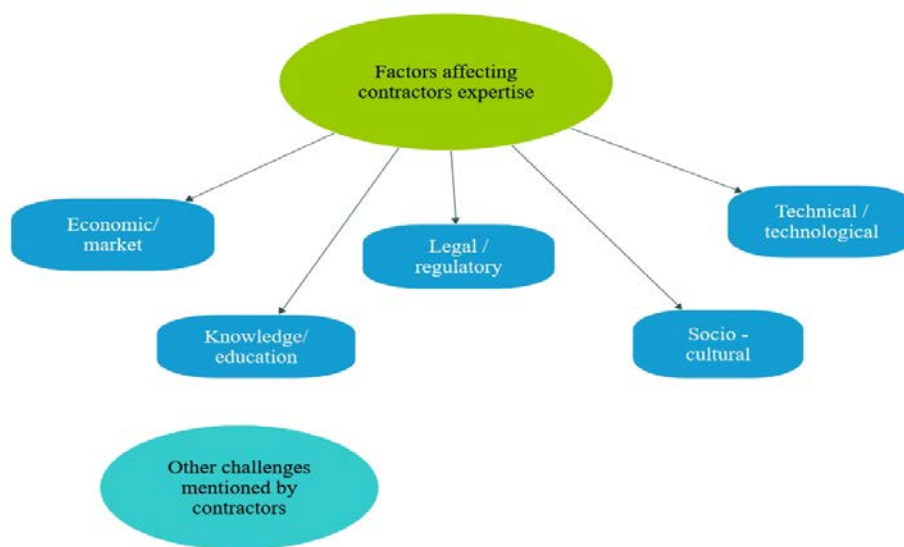 Factors affecting
contractors expertise
Economic/
market
Legal /
regulatory
Technical /
technological
Knowledge/
education
Socio -
cultural
Other challenges
mentioned by
contractors